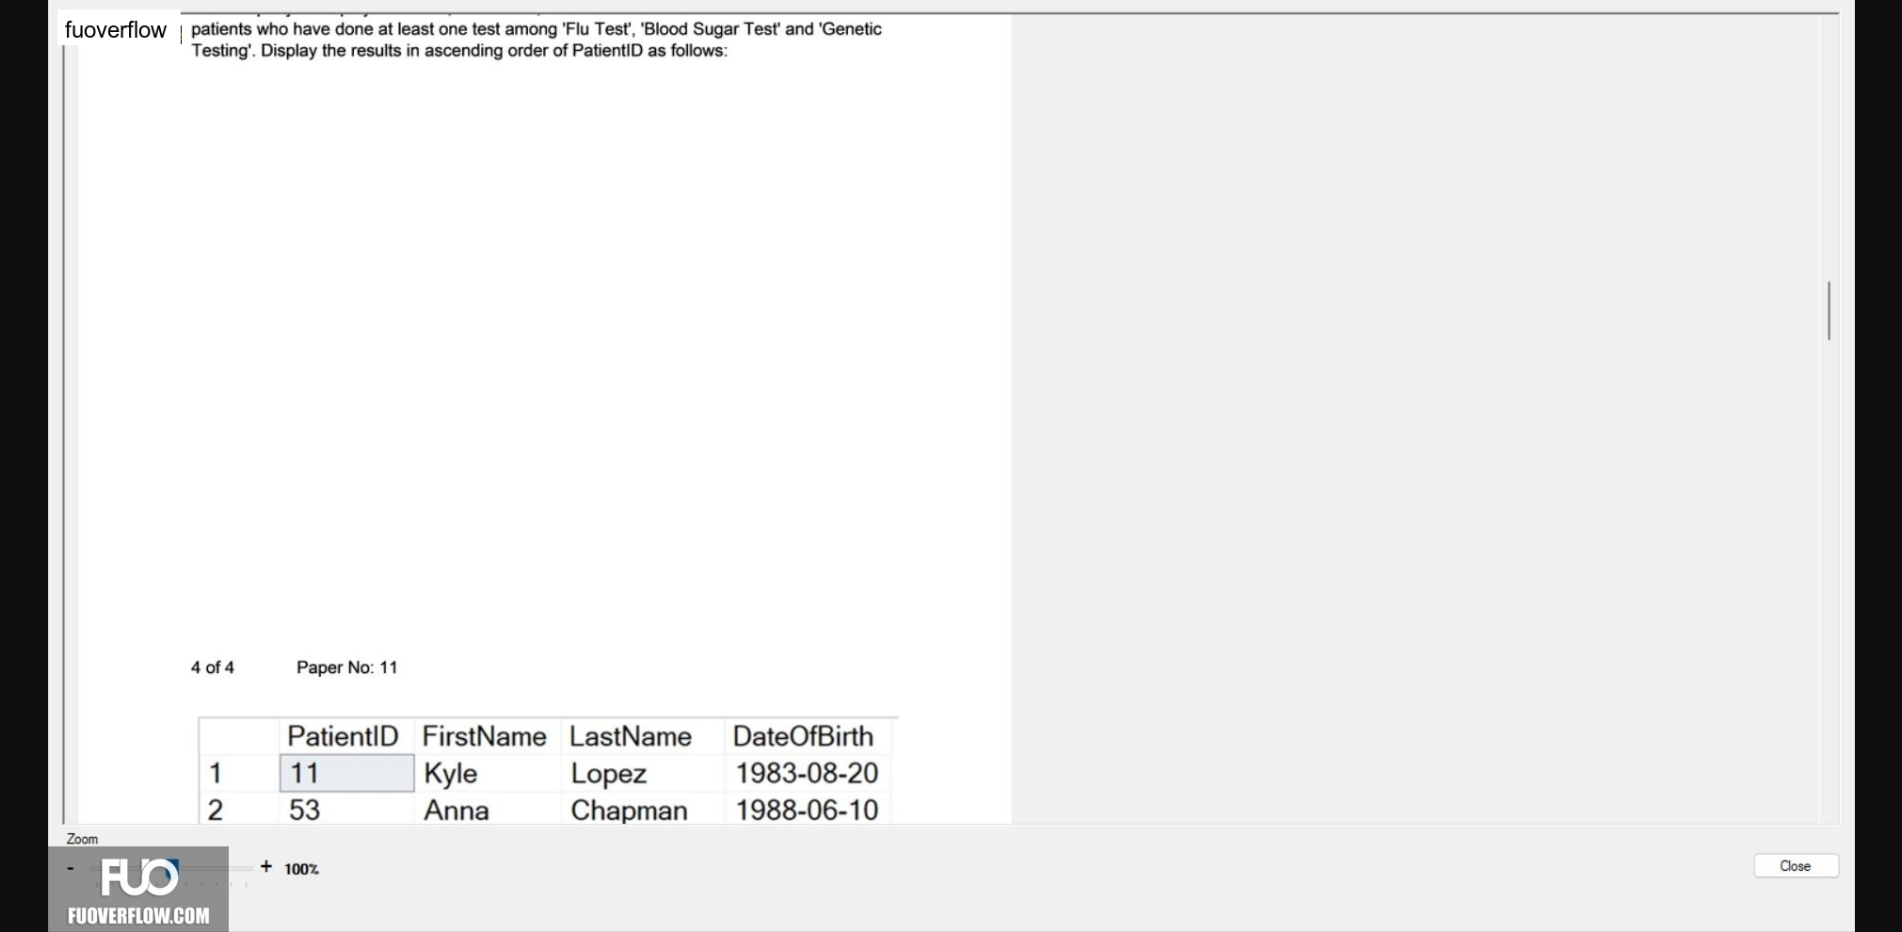 fuoverflow
patients who have done at least one test among 'Flu Test', 'Blood Sugar Test' and 'Genetic
Testing'. Display the results in ascending order of PatientID as follows:
4 of 4 Paper No: 11
PatientID FirstName LastName DateOfBirth
1 11 Kyle Lopez 1983-08-20
2 53 Anna Chapman 1988-06-10
Zoom
- + 100%
Close
FUO
FUOVERFLOW.COM